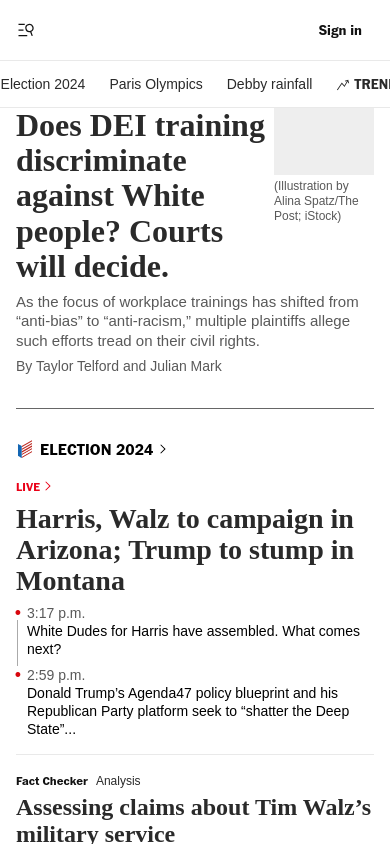 Sign in
Election 2024 Paris Olympics Debby rainfall
Does DEI training
discriminate
against White
people? Courts
will decide.
(Illustration by
Alina Spatz/The
Post; iStock)
As the focus of workplace trainings has shifted from
“anti-bias” to “anti-racism,” multiple plaintiffs allege
such efforts tread on their civil rights.
By Taylor Telford and Julian Mark
ELECTION 2024
LIVE
Harris, Walz to campaign in
Arizona; Trump to stump in
Montana
3:17 p.m.
White Dudes for Harris have assembled. What comes
next?
2:59 p.m.
Donald Trump’s Agenda47 policy blueprint and his
Republican Party platform seek to “shatter the Deep
State”...
Fact Checker Analysis
Assessing claims about Tim Walz’s
military service